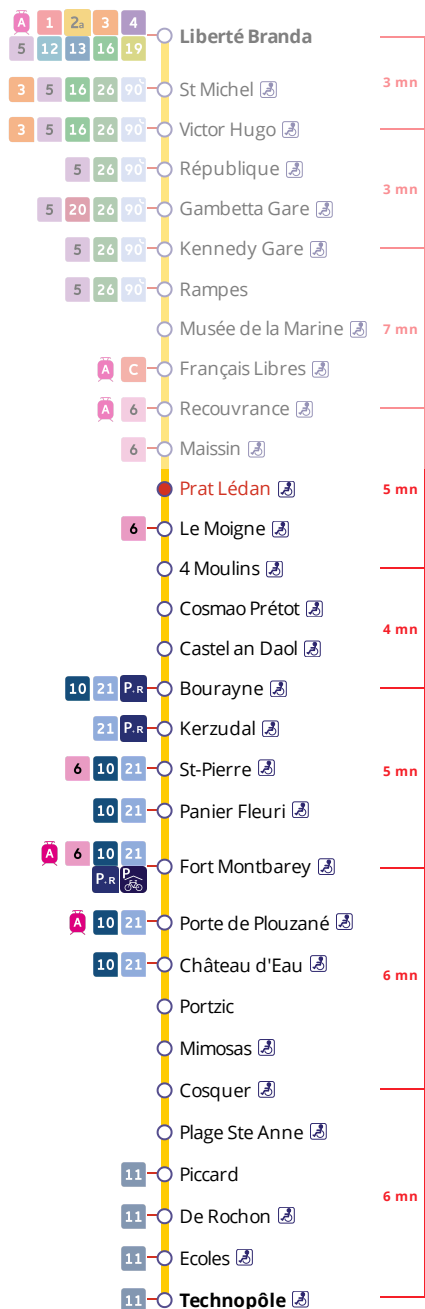 A 1 2a 3 4
5 12 13 16 19
Liberté Branda
3 mn
3 5 16 26 90 St Michel
3 5 16 26 90 Victor Hugo
5 26 90 République
3 mn
5 20 26 90 Gambetta Gare
5 26 90 Kennedy Gare
5 26 90 Rampes
Musée de la Marine
7 mn
A C Français Libres
A 6 Recouvrance
6 Maissin
Prat Lédan
5 mn
6 Le Moigne
4 Moulins
Cosmao Prétot
4 mn
Castel an Daol
10 21 P+R Bourayne
21 P+R Kerzudal
6 10 21 St-Pierre
5 mn
10 21 Panier Fleuri
A 6 10 21
P+R P
Fort Montbarey
A 10 21 Porte de Plouzané
10 21 Château d'Eau
6 mn
Portzic
Mimosas
Cosquer
Plage Ste Anne
11 Piccard
6 mn
11 De Rochon
11 Ecoles
11 Technopôle